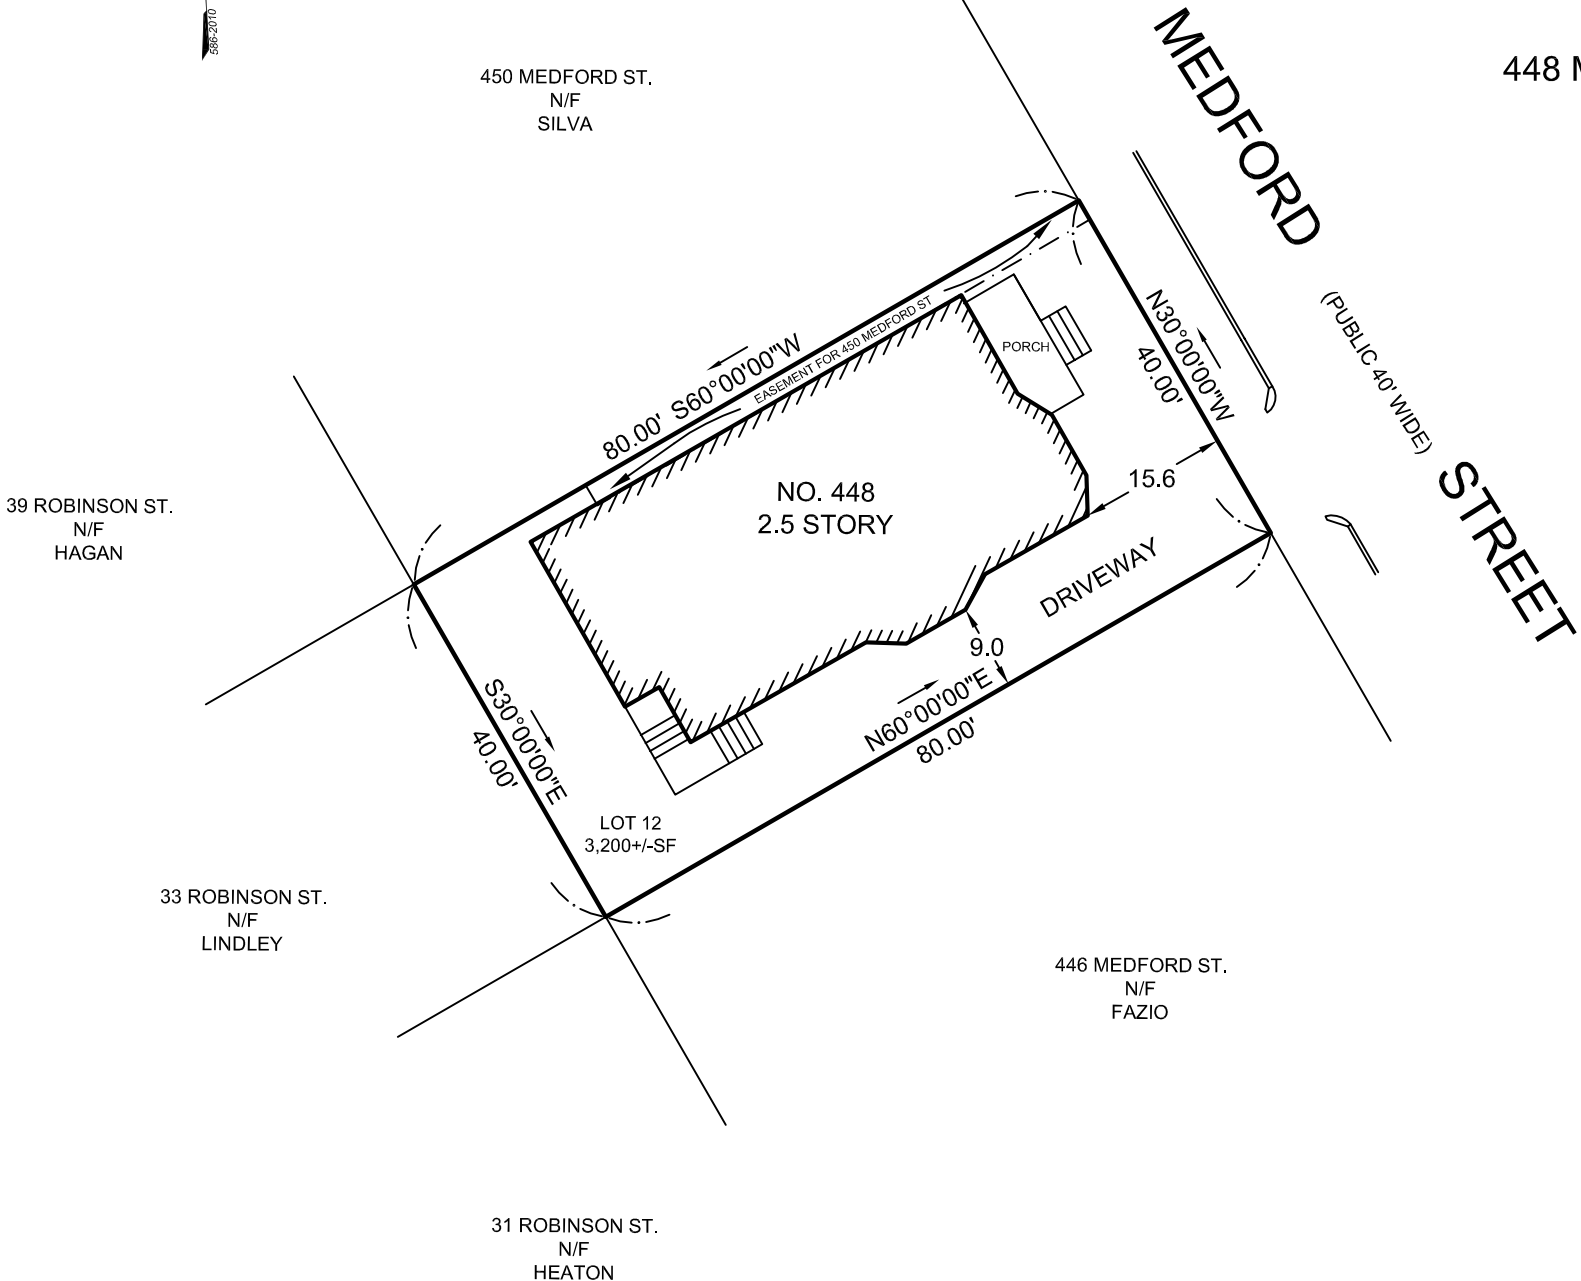 586-2010
450 MEDFORD ST.
N/F
SILVA
448
MEDFORD
(PUBLIC 40' WIDE)
STREET
N30°00'00"W
40.00'
80.00' S60°00'00"W
EASEMENT FOR 450 MEDFORD ST
PORCH
15.6
NO. 448
2.5 STORY
39 ROBINSON ST.
N/F
HAGAN
DRIVEWAY
9.0
N60°00'00"E
80.00'
S30°00'00"E
40.00'
LOT 12
3,200+/-SF
33 ROBINSON ST.
N/F
LINDLEY
446 MEDFORD ST.
N/F
FAZIO
31 ROBINSON ST.
N/F
HEATON